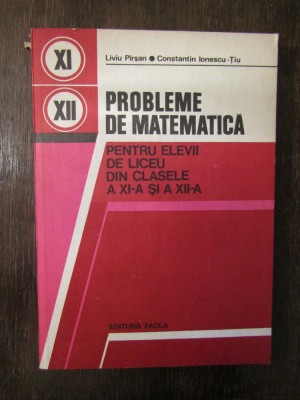 XI
Liviu Pîrşan ● Constantin Ionescu-Ţiu
XII
PROBLEME
DE MATEMATICĂ
PENTRU ELEVII
DE LICEU
DIN CLASELE
A XI-A ŞI A XII-A
EDITURA FACLA